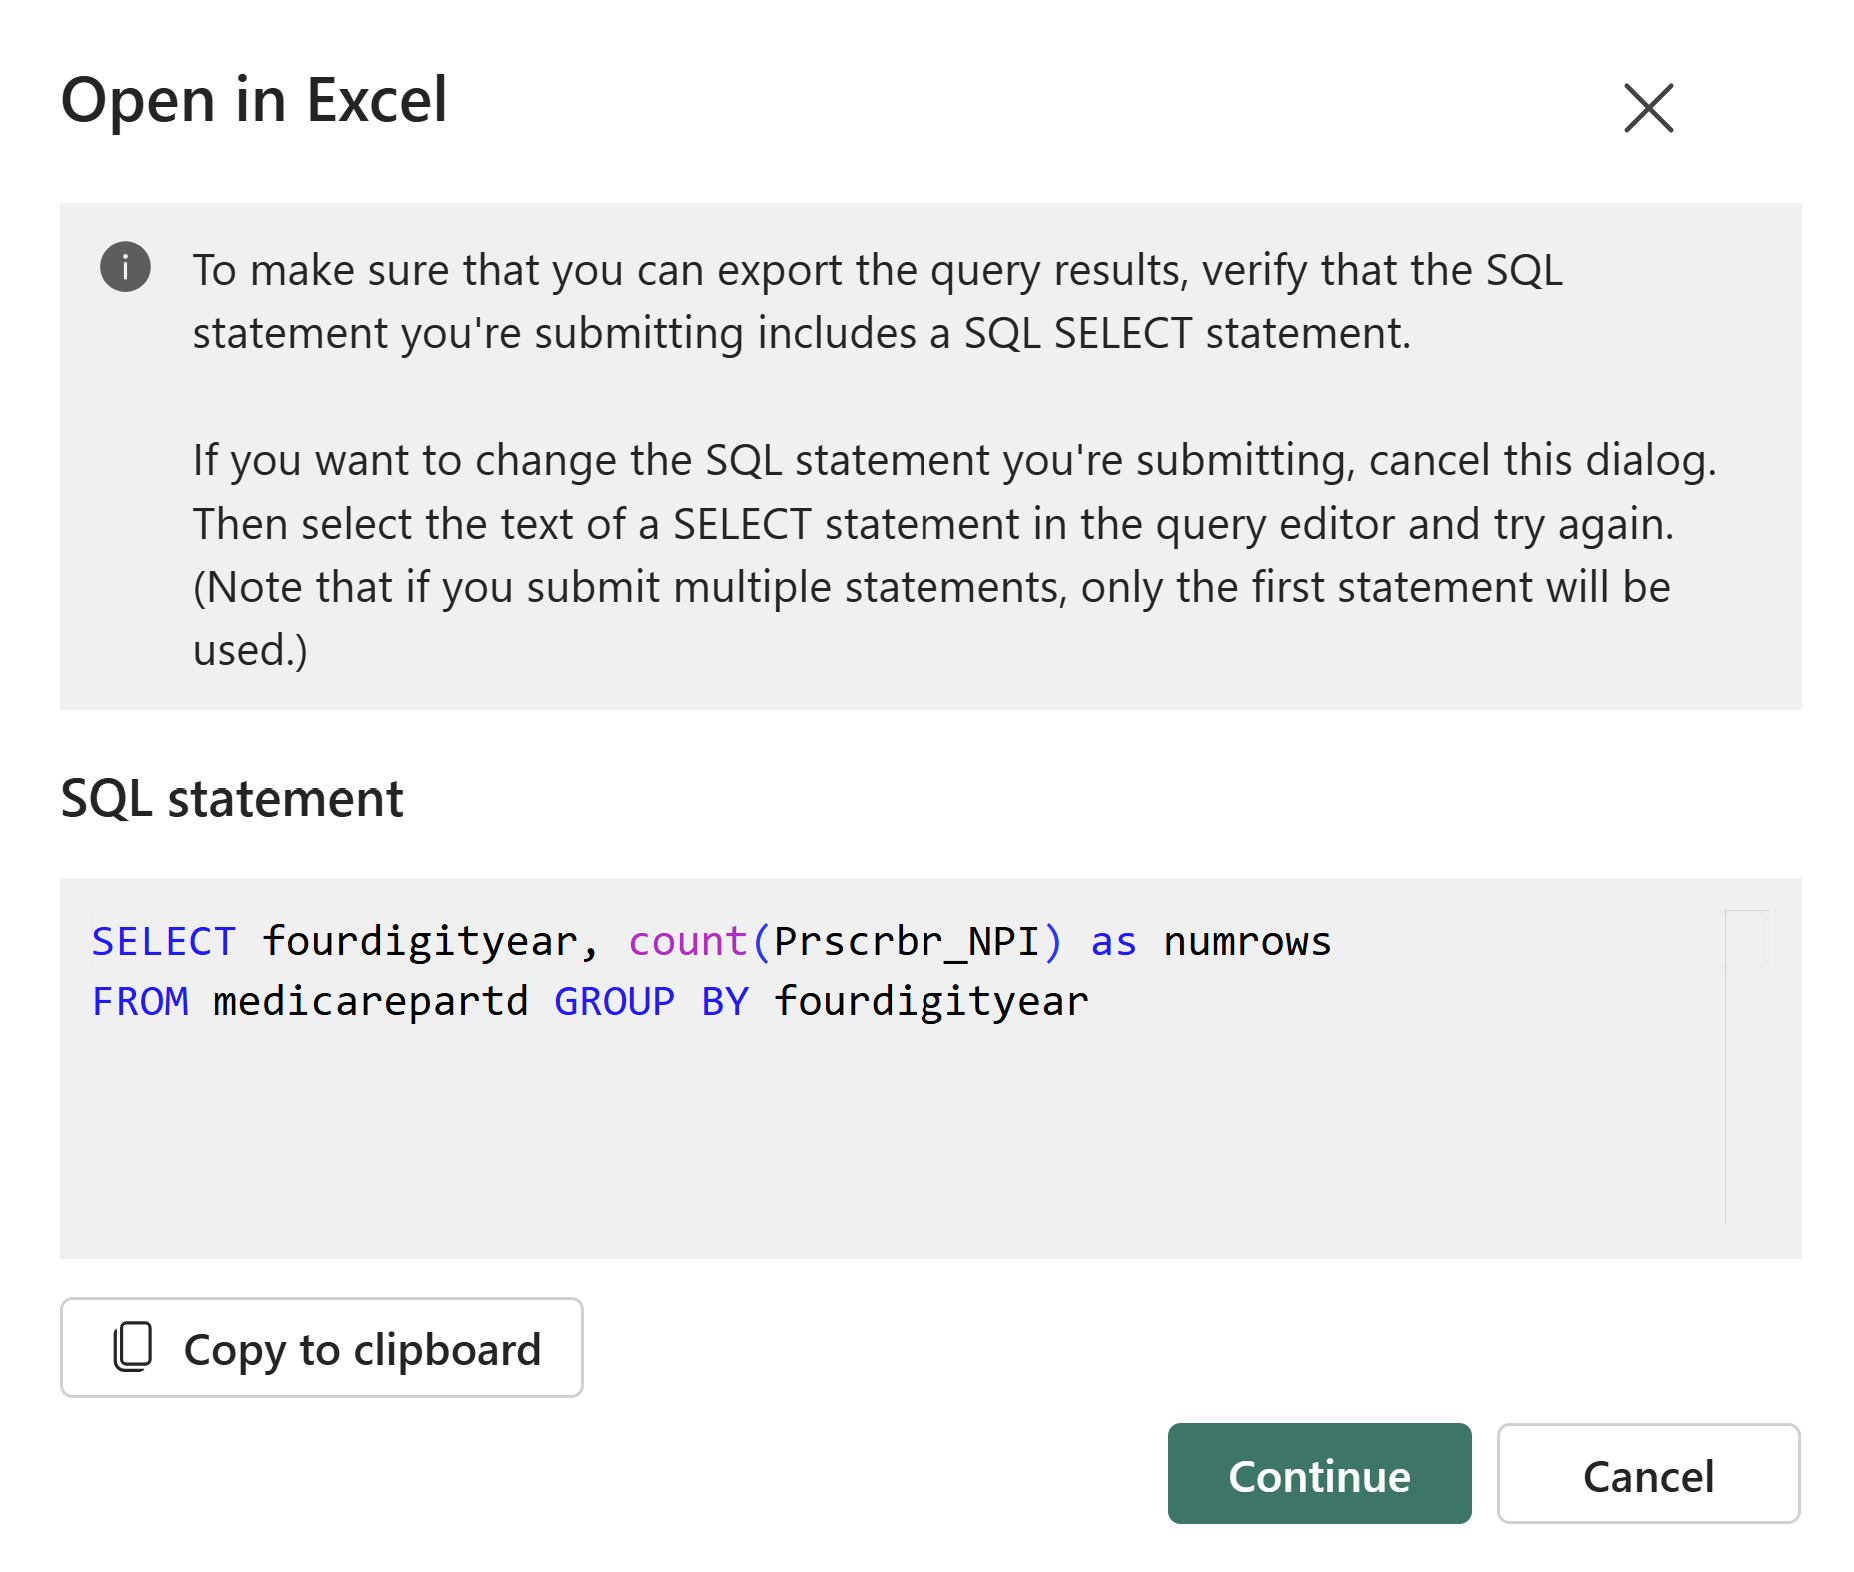 Open in Excel
To make sure that you can export the query results, verify that the SQL
statement you're submitting includes a SQL SELECT statement.
If you want to change the SQL statement you're submitting, cancel this dialog.
Then select the text of a SELECT statement in the query editor and try again.
(Note that if you submit multiple statements, only the first statement will be
used.)
SQL statement
SELECT fourdigityear, count(Prscrbr_NPI) as numrows
FROM medicarepartd GROUP BY fourdigityear
Copy to clipboard
Continue
Cancel